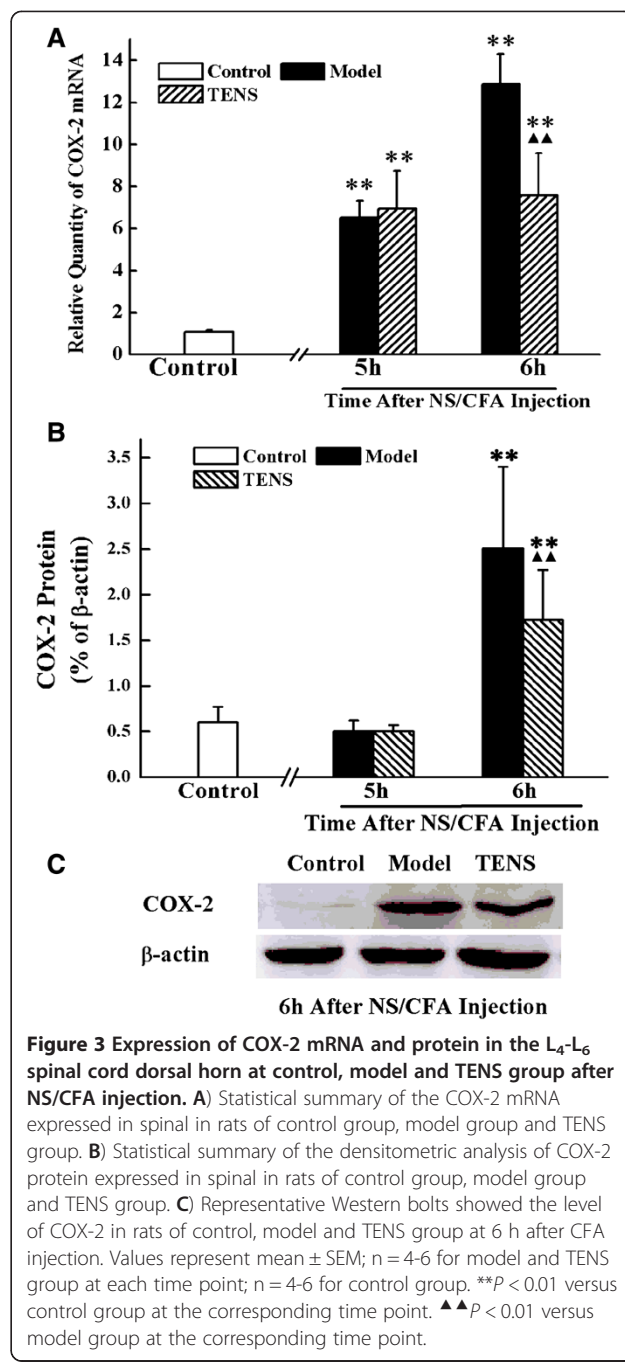 A
Control Model
TENS
Relative Quantity of COX-2 mRNA
14
12
10
8
6
4
2
0
**
**
**
**
▲▲
Control 5h 6h
Time After NS/CFA Injection
B
Control Model
TENS
COX-2 Protein
(% of β-actin)
3.5
3.0
2.5
2.0
1.5
1.0
0.5
0.0
**
**
▲▲
Control 5h 6h
Time After NS/CFA Injection
C
Control Model TENS
COX-2
β-actin
6h After NS/CFA Injection
Figure 3 Expression of COX-2 mRNA and protein in the L4-L6
spinal cord dorsal horn at control, model and TENS group after
NS/CFA injection. A) Statistical summary of the COX-2 mRNA
expressed in spinal in rats of control group, model group and TENS
group. B) Statistical summary of the densitometric analysis of COX-2
protein expressed in spinal in rats of control group, model group
and TENS group. C) Representative Western bolts showed the level
of COX-2 in rats of control, model and TENS group at 6 h after CFA
injection. Values represent mean ± SEM; n = 4-6 for model and TENS
group at each time point; n = 4-6 for control group. **P < 0.01 versus
control group at the corresponding time point. ▲▲P < 0.01 versus
model group at the corresponding time point.